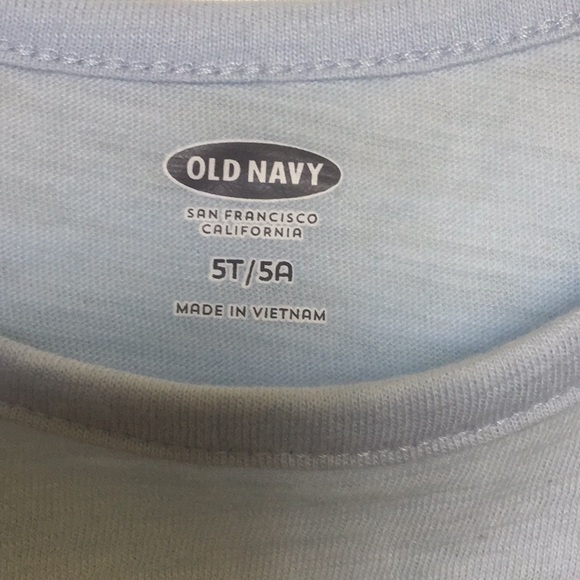 OLD NAVY
SAN FRANCISCO
CALIFORNIA
5T/5A
MADE IN VIETNAM